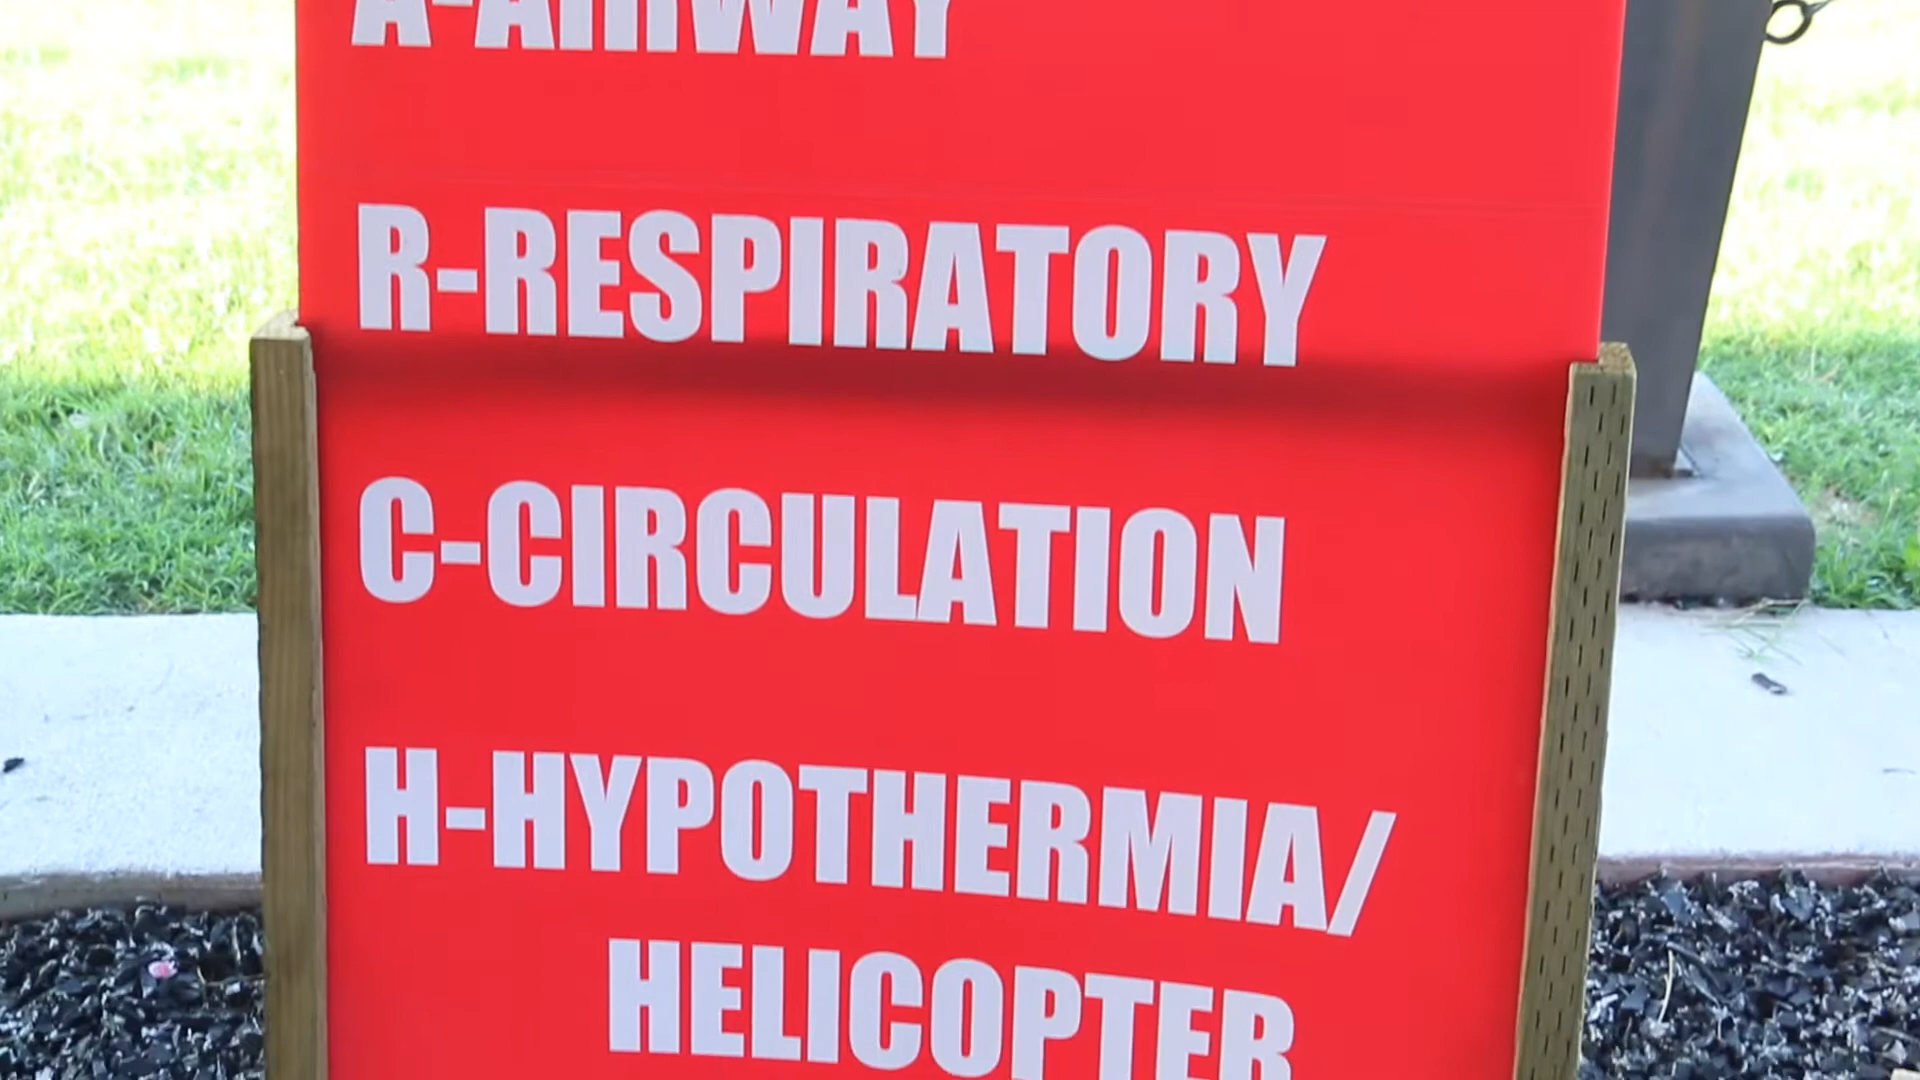 A-AIRWAY
R-RESPIRATORY
C-CIRCULATION
H-HYPOTHERMIA/
HELICOPTER